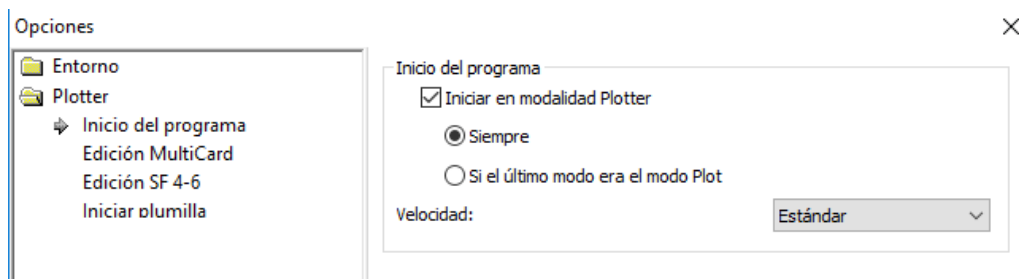 Opciones
Entorno
Plotter
Inicio del programa
Edición MultiCard
Edición SF 4-6
Iniciar plumilla
Inicio del programa
Iniciar en modalidad Plotter
Siempre
Si el último modo era el modo Plot
Velocidad:
Estándar